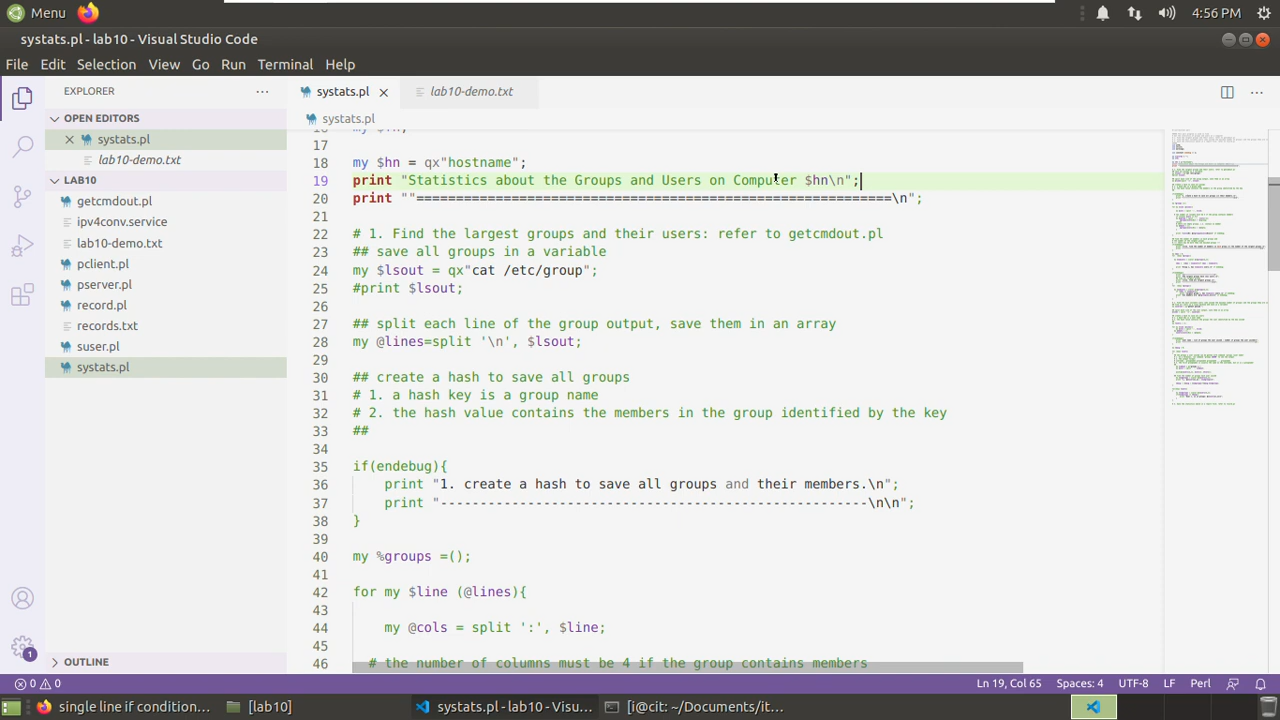 Menu
4:56 PM
systats.pl - lab10 - Visual Studio Code
File Edit Selection View Go Run Terminal Help
EXPLORER
OPEN EDITORS
systats.pl
lab10-demo.txt
LAB10
getcmdout.pl
ipv4conv.service
lab10-demo.txt
pclient.pl
pserver.pl
record.pl
records.txt
suser.pl
systats.pl
OUTLINE
systats.pl
lab10-demo.txt
systats.pl
17
18 my $hn = qx"hostname";
19 print "Statistics about the Groups and Users on Computer $hn\n";
20 print ""============================================================\n";
21
22 # 1. Find the largest groups and their users: refer to getcmdout.pl
23 ## save all groups in a variable
24 my $lsout = qx"cat /etc/group";
25 #print $lsout;
26
27 ## split each line of the group output, save them in an array
28 my @lines=split '\n', $lsout;
29
30 ## create a hash to save all groups
31 # 1. a hash key is a group name
32 # 2. the hash value contains the members in the group identified by the key
33 ##
34
35 if(endebug){
36 print "1. create a hash to save all groups and their members.\n";
37 print "------------------------------------------------------\n\n";
38 }
39
40 my %groups =();
41
42 for my $line (@lines){
43
44 my @cols = split ':', $line;
45
46 # the number of columns must be 4 if the group contains members
0 0
1
Ln 19, Col 65 Spaces: 4 UTF-8 LF Perl
single line if condition... [lab10] systats.pl - lab10 - Visu... [i@cit: ~/Documents/it...